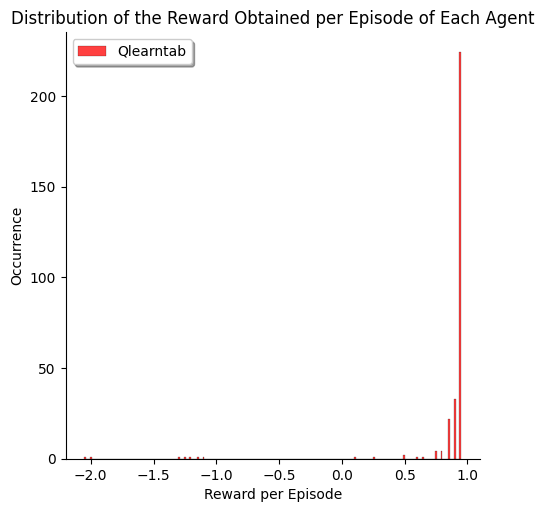 Distribution of the Reward Obtained per Episode of Each Agent
Qlearntab
200
150
100
50
0
Occurrence
−2.0 −1.5 −1.0 −0.5 0.0 0.5 1.0
Reward per Episode